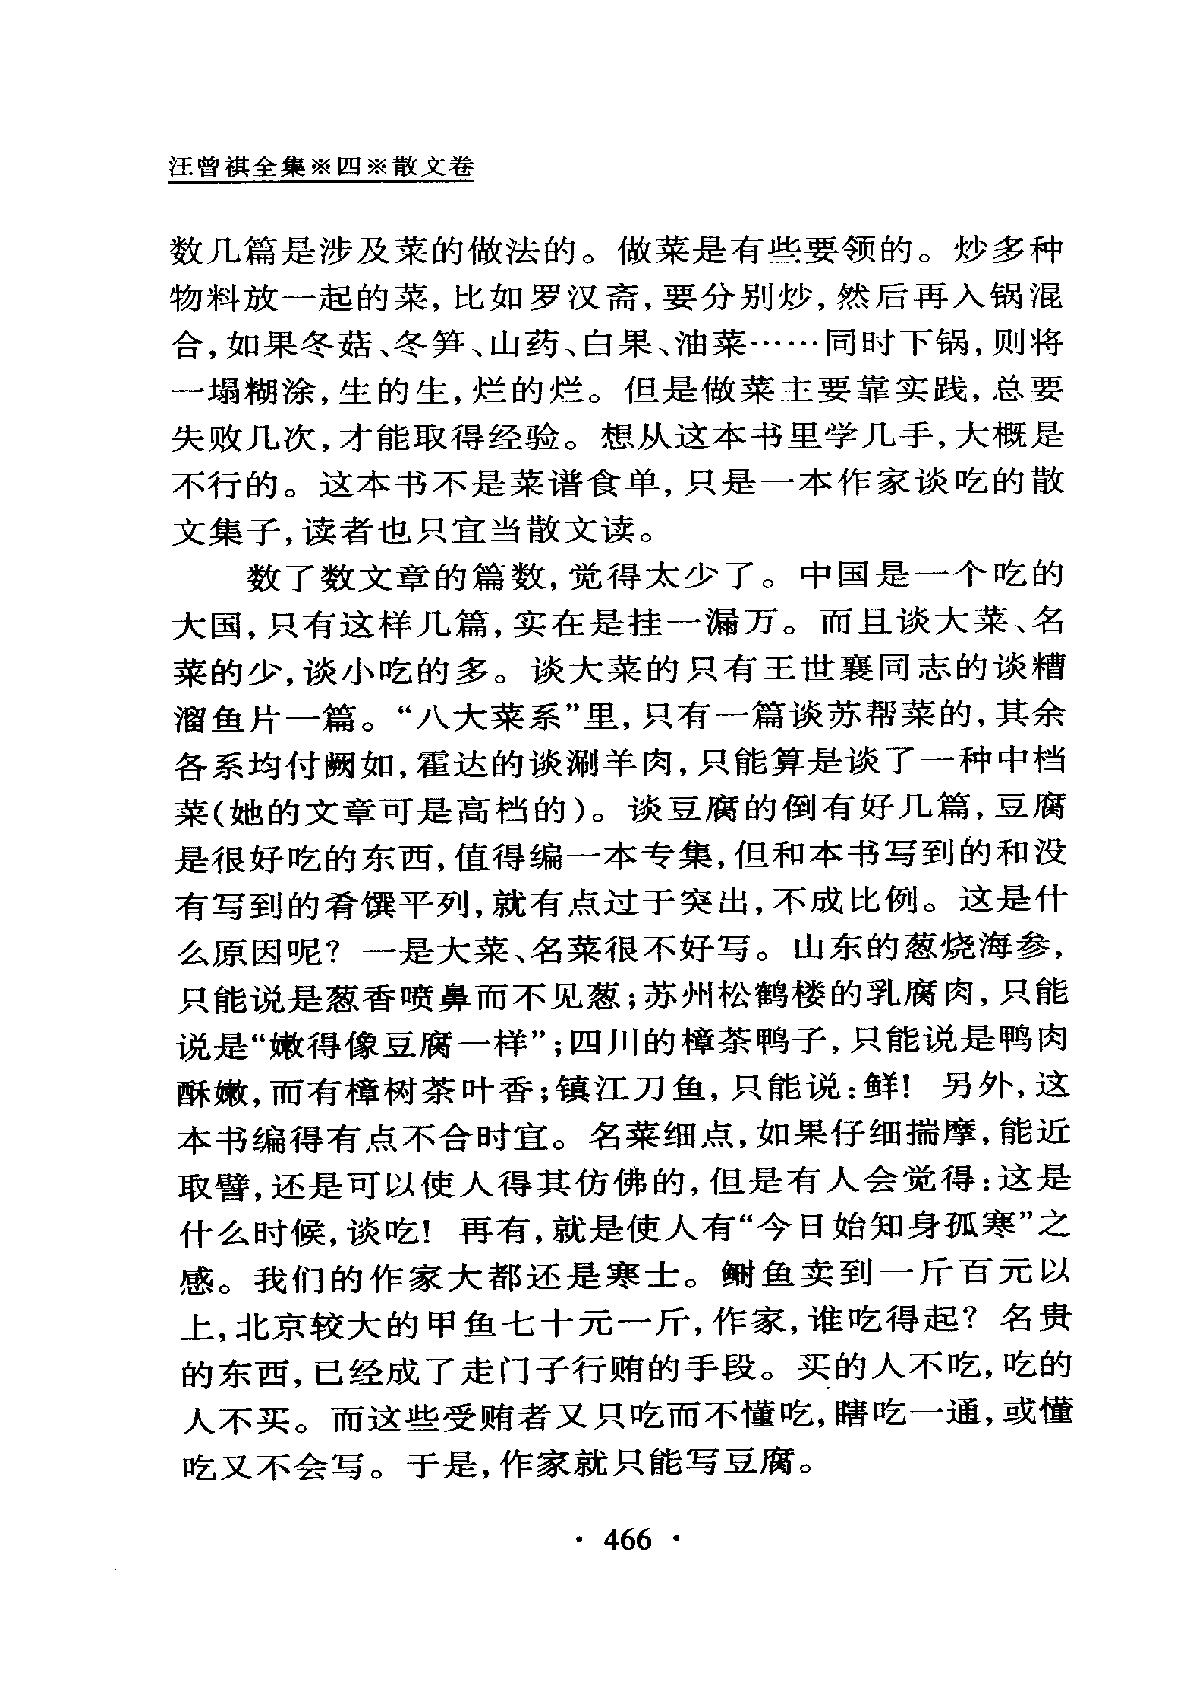 汪曾祺全集※四※散文卷
数几篇是涉及菜的做法的。做菜是有些要领的。炒多种
物料放一起的菜,比如罗汉斋,要分别炒,然后再入锅混
合,如果冬菇、冬笋、山药、白果、油菜……同时下锅,则将
一塌糊涂,生的生,烂的烂。但是做菜主要靠实践,总要
失败几次,才能取得经验。想从这本书里学几手,大概是
不行的。这本书不是菜谱食单,只是一本作家谈吃的散
文集子,读者也只宜当散文读。
数了数文章的篇数,觉得太少了。中国是一个吃的
大国,只有这样几篇,实在是挂一漏万。而且谈大菜、名
菜的少,谈小吃的多。谈大菜的只有王世襄同志的谈糟
溜鱼片一篇。“八大菜系”里,只有一篇谈苏帮菜的,其余
各系均付阙如,霍达的谈涮羊肉,只能算是谈了一种中档
菜(她的文章可是高档的)。谈豆腐的倒有好几篇,豆腐
是很好吃的东西,值得编一本专集,但和本书写到的和没
有写到的肴馔平列,就有点过于突出,不成比例。这是什
么原因呢?一是大菜、名菜很不好写。山东的葱烧海参,
只能说是葱香喷鼻而不见葱;苏州松鹤楼的乳腐肉,只能
说是“嫩得像豆腐一样”;四川的樟茶鸭子,只能说是鸭肉
酥嫩,而有樟树茶叶香;镇江刀鱼,只能说:鲜!另外,这
本书编得有点不合时宜。名菜细点,如果仔细揣摩,能近
取譬,还是可以使人得其仿佛的,但是有人会觉得:这是
什么时候,谈吃!再有,就是使人有“今日始知身孤寒”之
感。我们的作家大都还是寒士。鲥鱼卖到一斤百元以
上,北京较大的甲鱼七十元一斤,作家,谁吃得起?名贵
的东西,已经成了走门子行贿的手段。买的人不吃,吃的
人不买。而这些受贿者又只吃而不懂吃,瞎吃一通,或懂
吃又不会写。于是,作家就只能写豆腐。
· 466 ·